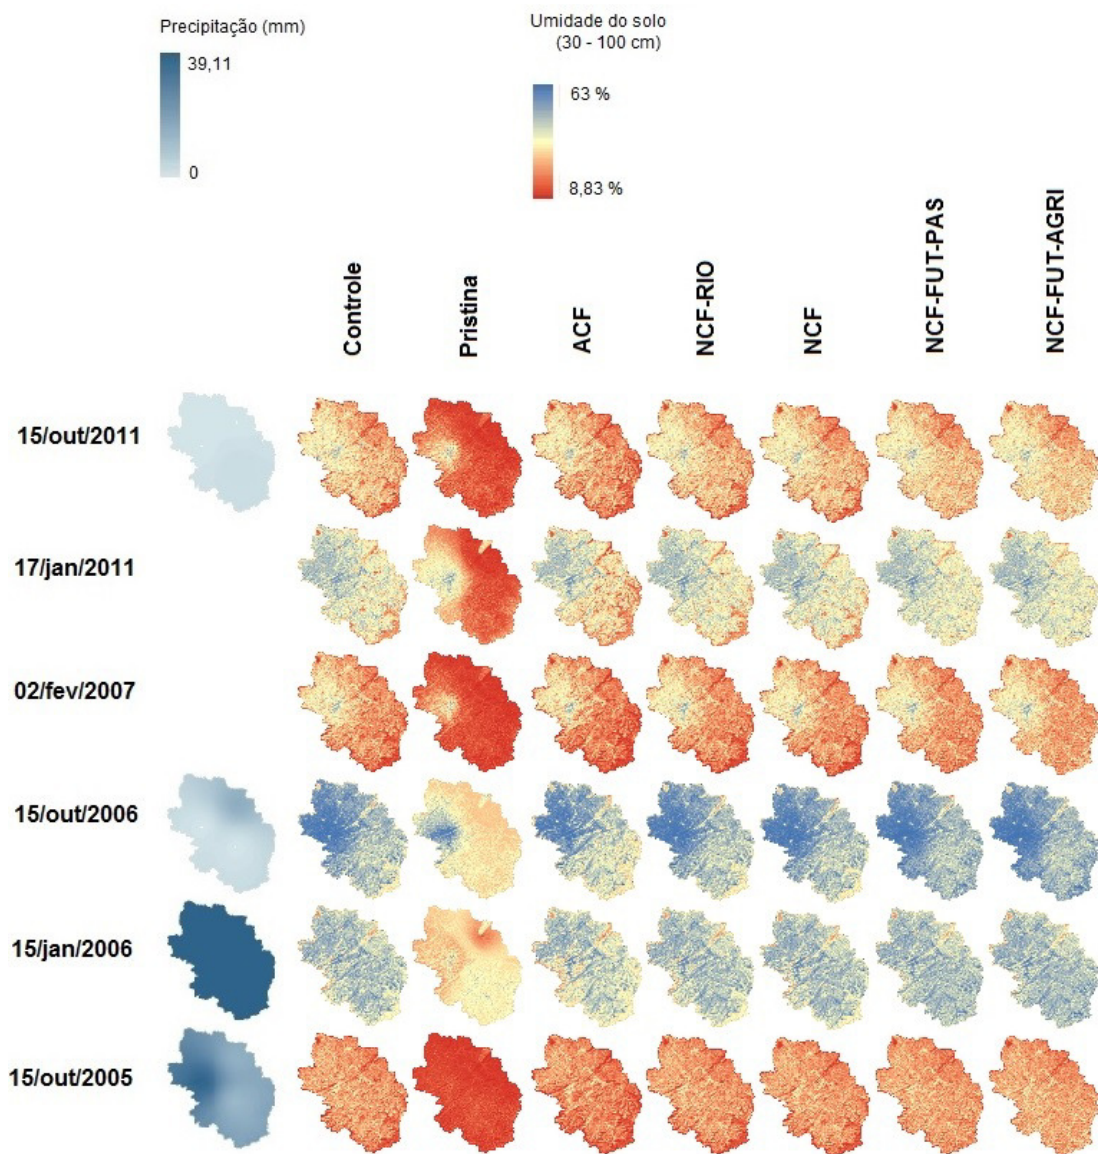 Precipitação (mm)
39,11
0
Umidade do solo
(30 - 100 cm)
63 %
8,83 %
Controle
Pristina
ACF
NCF-RIO
NCF
NCF-FUT-PAS
NCF-FUT-AGRI
15/out/2011
17/jan/2011
02/fev/2007
15/out/2006
15/jan/2006
15/out/2005